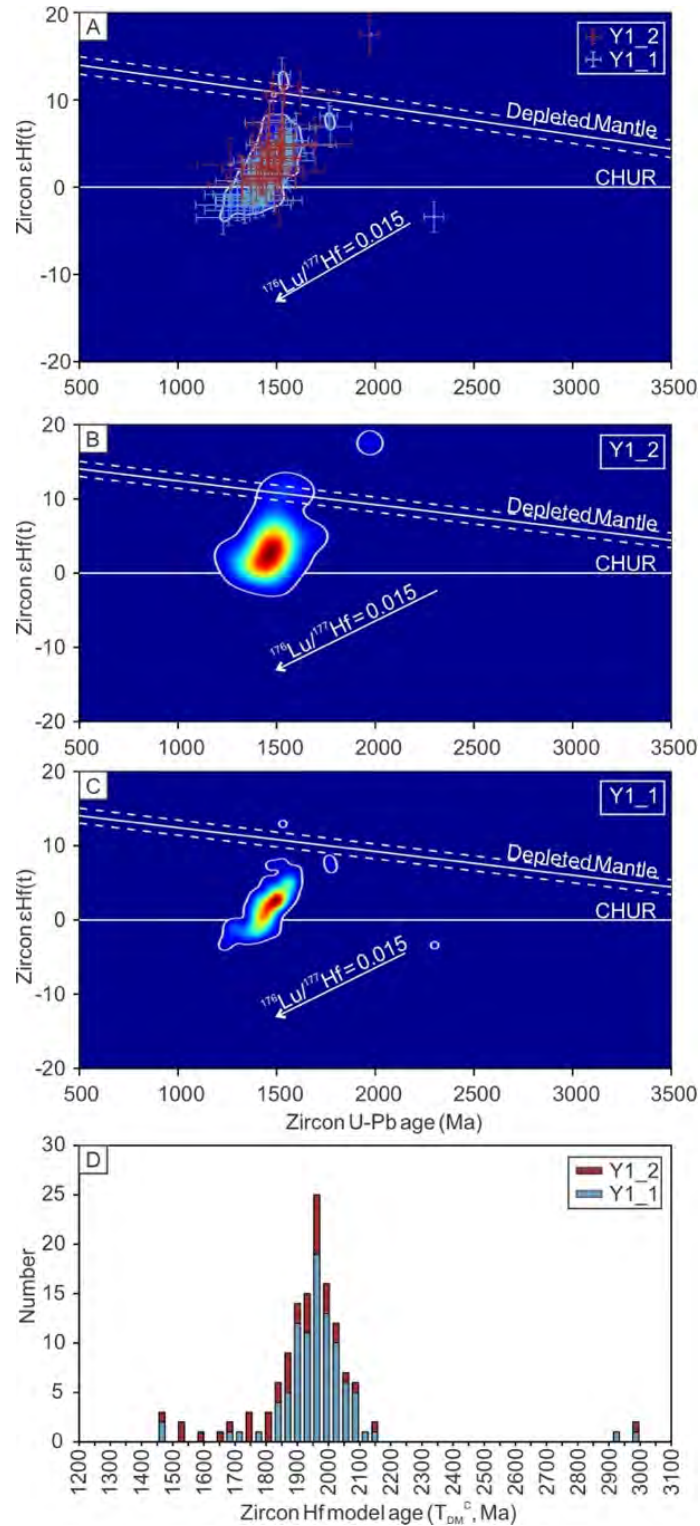 A
Y1_2
Y1_1
20
10
0
-10
-20
Zircon εHf(t)
Depleted Mantle
CHUR
¹⁷⁶Lu/¹⁷⁷Hf = 0.015
500 1000 1500 2000 2500 3000 3500
B
Y1_2
20
10
0
-10
-20
Zircon εHf(t)
Depleted Mantle
CHUR
¹⁷⁶Lu/¹⁷⁷Hf = 0.015
500 1000 1500 2000 2500 3000 3500
C
Y1_1
20
10
0
-10
-20
Zircon εHf(t)
Depleted Mantle
CHUR
¹⁷⁶Lu/¹⁷⁷Hf = 0.015
500 1000 1500 2000 2500 3000 3500
Zircon U-Pb age (Ma)
D
Y1_2
Y1_1
30
25
20
15
10
5
0
Number
1200 1300 1400 1500 1600 1700 1800 1900 2000 2100 2200 2300 2400 2500 2600 2700 2800 2900 3000 3100
Zircon Hf model age (T_DM^C, Ma)